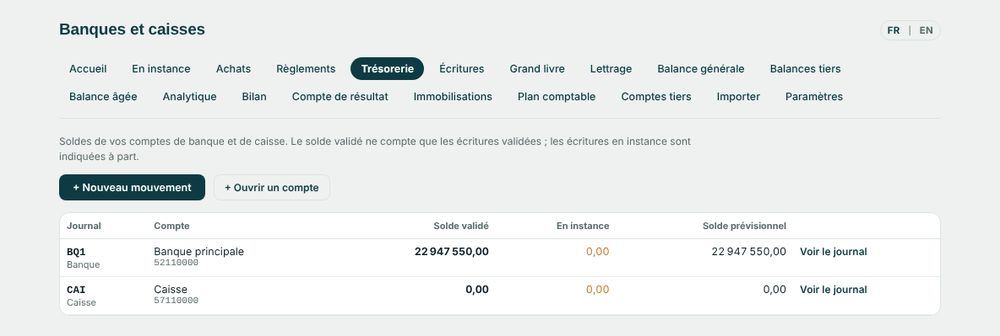 Banques et caisses
FR | EN
Accueil En instance Achats Règlements Trésorerie Écritures Grand livre Lettrage Balance générale Balances tiers
Balance âgée Analytique Bilan Compte de résultat Immobilisations Plan comptable Comptes tiers Importer Paramètres
Soldes de vos comptes de banque et de caisse. Le solde validé ne compte que les écritures validées ; les écritures en instance sont
indiquées à part.
+ Nouveau mouvement + Ouvrir un compte
Journal Compte Solde validé En instance Solde prévisionnel
BQ1 Banque principale 22 947 550,00 0,00 22 947 550,00 Voir le journal
Banque 52110000
CAI Caisse 0,00 0,00 0,00 Voir le journal
Caisse 57110000